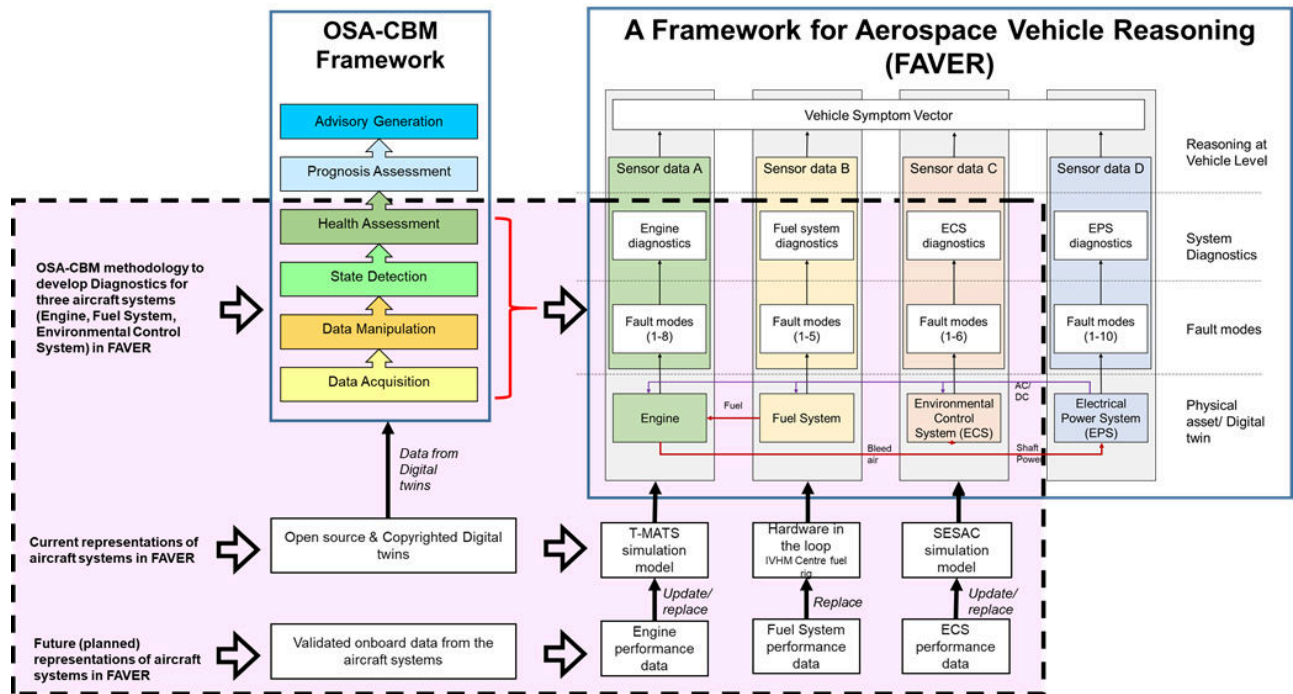 OSA-CBM
Framework
Advisory Generation
Prognosis Assessment
Health Assessment
State Detection
Data Manipulation
Data Acquisition
OSA-CBM methodology to
develop Diagnostics for
three aircraft systems
(Engine, Fuel System,
Environmental Control
System) in FAVER
Data from
Digital
twins
A Framework for Aerospace Vehicle Reasoning
(FAVER)
Vehicle Symptom Vector
Reasoning at
Vehicle Level
Sensor data A
Sensor data B
Sensor data C
Sensor data D
Engine
diagnostics
Fuel system
diagnostics
ECS
diagnostics
EPS
diagnostics
System
Diagnostics
Fault modes
(1-8)
Fault modes
(1-5)
Fault modes
(1-6)
Fault modes
(1-10)
Fault modes
AC/
DC
Fuel
Engine
Fuel System
Environmental
Control
System (ECS)
Electrical
Power System
(EPS)
Physical
asset/ Digital
twin
Bleed
air
Shaft
Power
Current representations of
aircraft systems in FAVER
Open source & Copyrighted Digital
twins
T-MATS
simulation
model
Hardware in
the loop
IVHM Centre fuel
rig
SESAC
simulation
model
Update/
replace
Replace
Update/
replace
Future (planned)
representations of aircraft
systems in FAVER
Validated onboard data from the
aircraft systems
Engine
performance
data
Fuel System
performance
data
ECS
performance
data